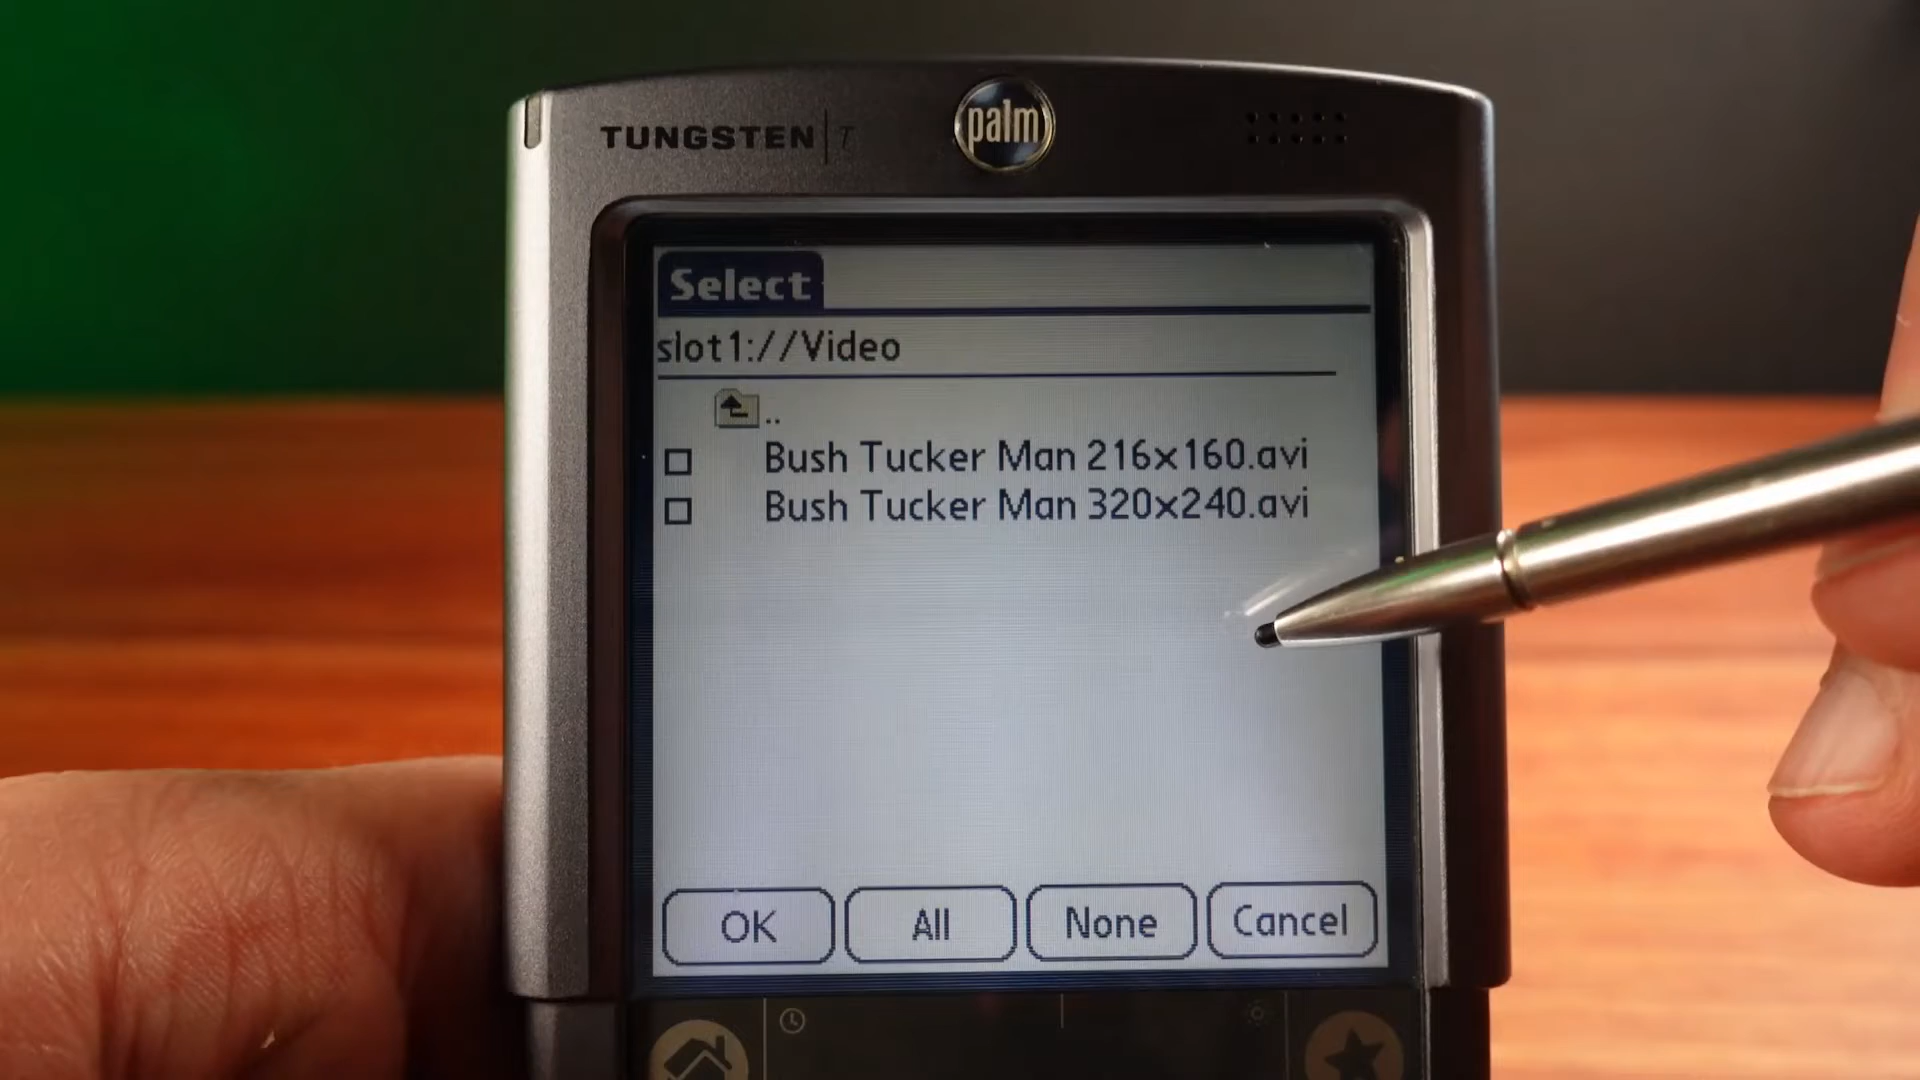 TUNGSTEN|T
palm
Select
slot1://Video
..
Bush Tucker Man 216x160.avi
Bush Tucker Man 320x240.avi
OK All None Cancel